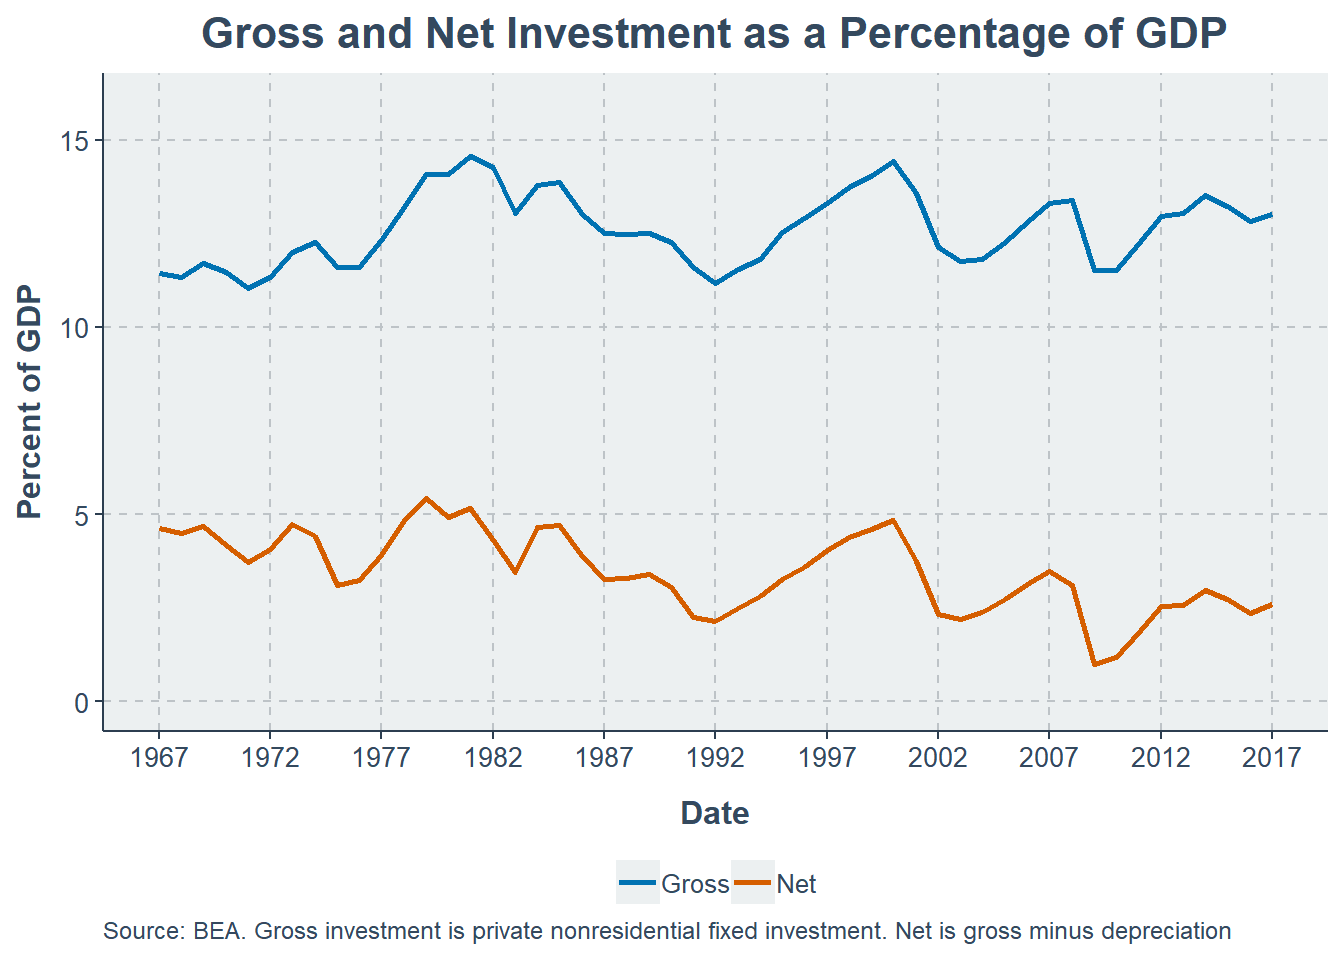 Gross and Net Investment as a Percentage of GDP
Percent of GDP
15
10
5
0
1967 1972 1977 1982 1987 1992 1997 2002 2007 2012 2017
Date
Gross Net
Source: BEA. Gross investment is private nonresidential fixed investment. Net is gross minus depreciation